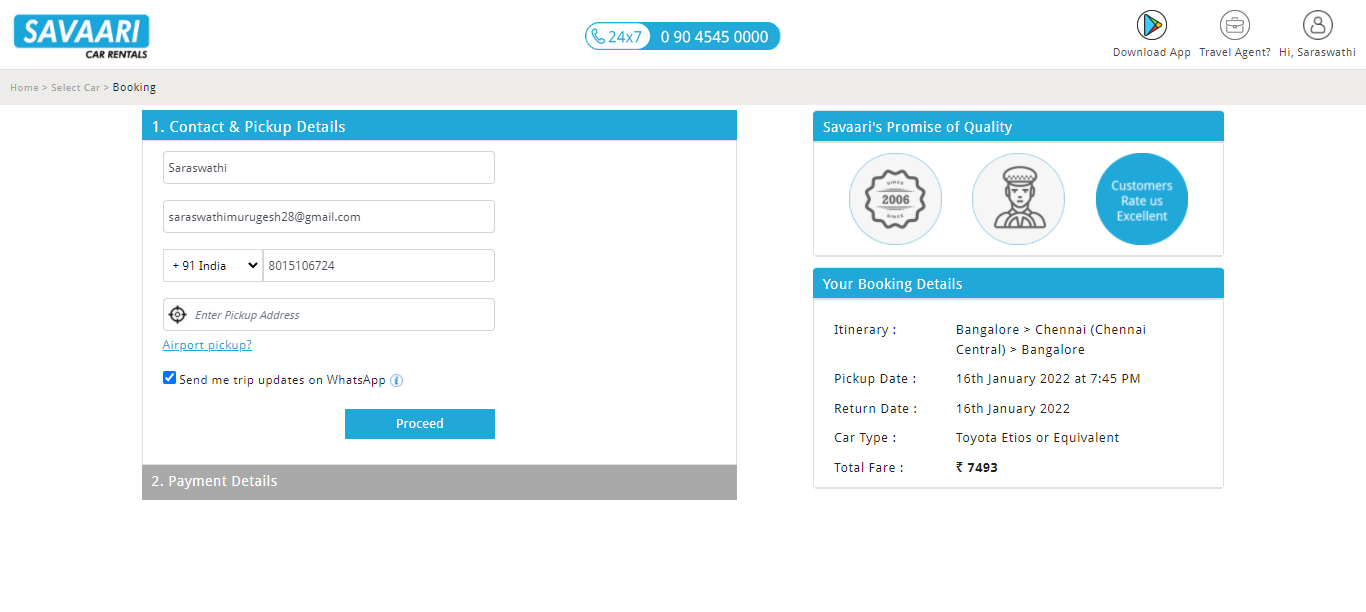 SAVAARI
CAR RENTALS
24x7 0 90 4545 0000
Download App Travel Agent? Hi, Saraswathi
Home > Select Car > Booking
1. Contact & Pickup Details
Saraswathi
saraswathimurugesh28@gmail.com
+ 91 India 8015106724
Enter Pickup Address
Airport pickup?
Send me trip updates on WhatsApp i
Proceed
2. Payment Details
Savaari's Promise of Quality
SINCE
2006
SINCE
Customers
Rate us
Excellent
Your Booking Details
Itinerary : Bangalore > Chennai (Chennai
Central) > Bangalore
Pickup Date : 16th January 2022 at 7:45 PM
Return Date : 16th January 2022
Car Type : Toyota Etios or Equivalent
Total Fare : ₹ 7493